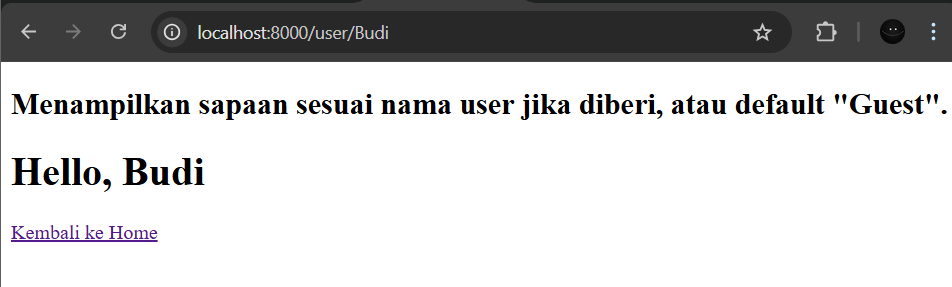 localhost:8000/user/Budi
Menampilkan sapaan sesuai nama user jika diberi, atau default "Guest".
Hello, Budi
Kembali ke Home